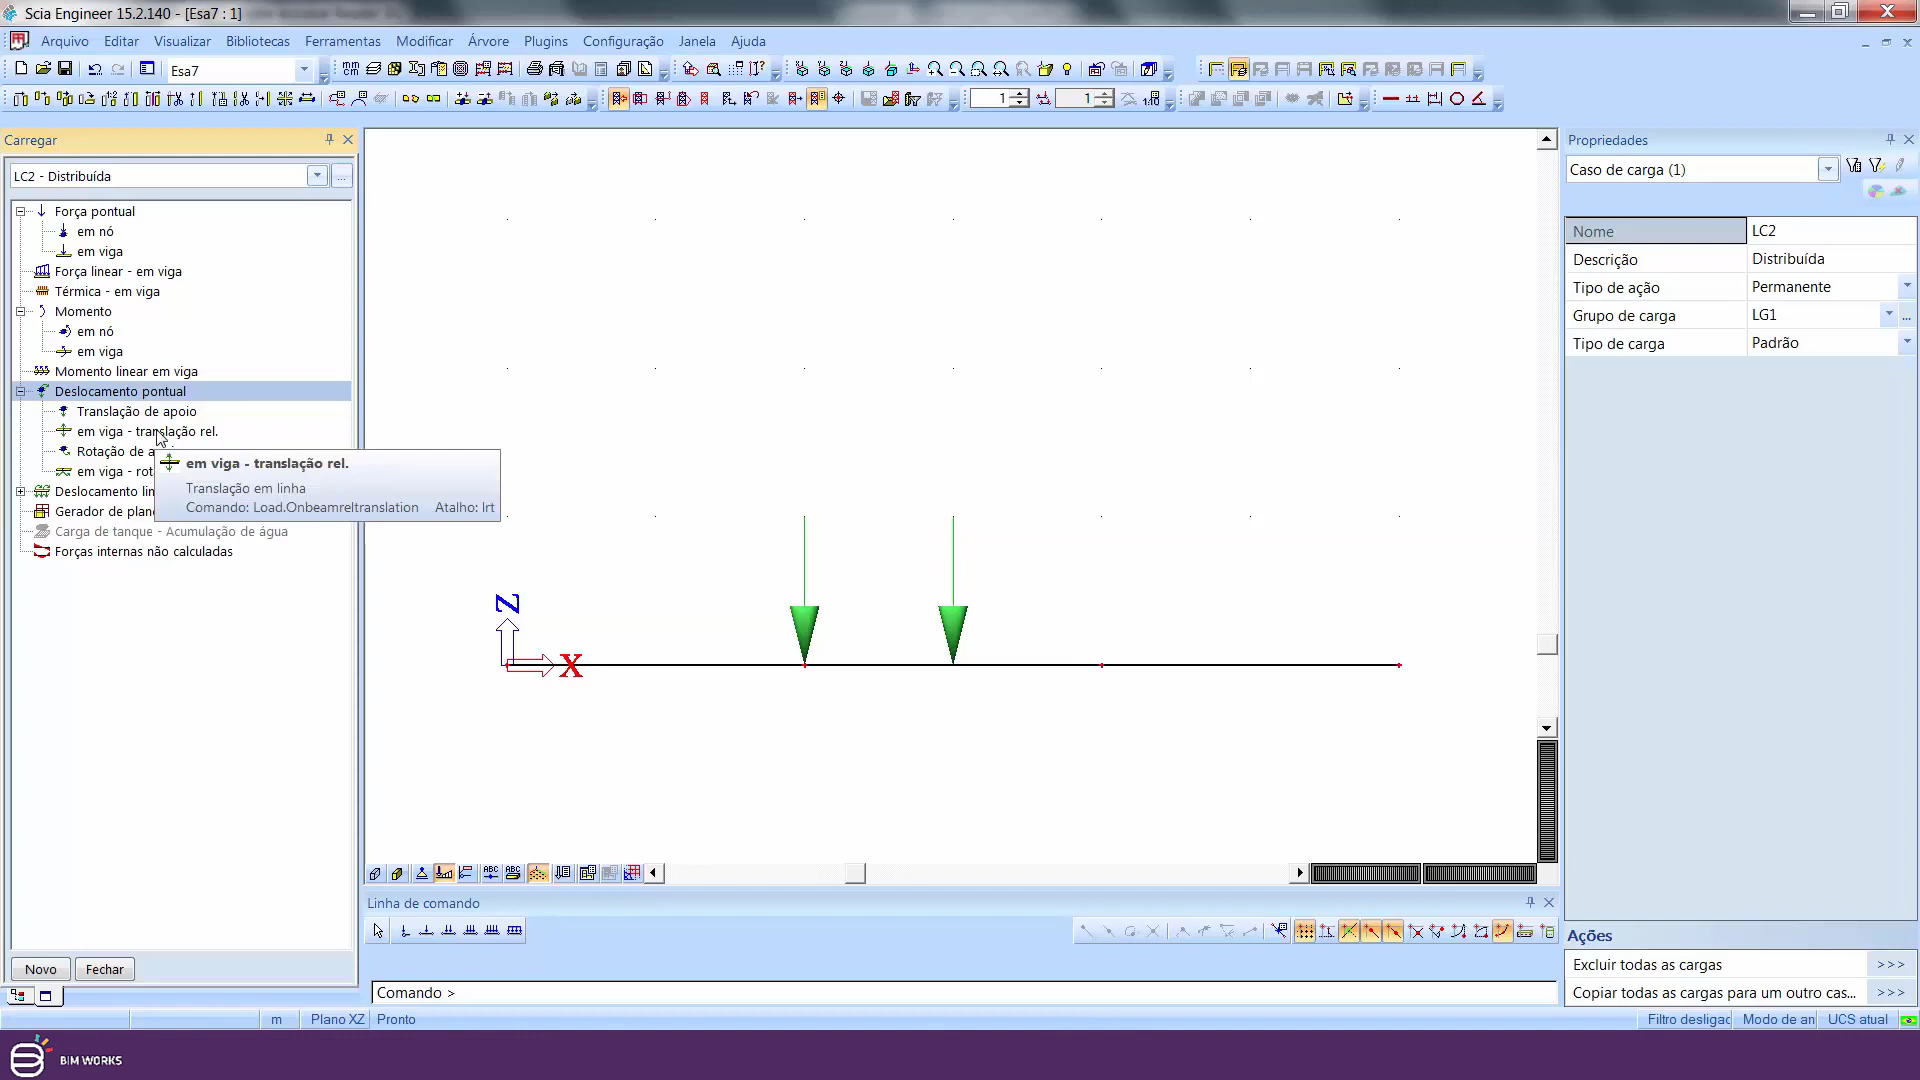 Scia Engineer 15.2.140 - [Esa7 : 1]
Arquivo Editar Visualizar Bibliotecas Ferramentas Modificar Árvore Plugins Configuração Janela Ajuda
Esa7
1
1
Carregar
LC2 - Distribuída
...
Força pontual
em nó
em viga
Força linear - em viga
Térmica - em viga
Momento
em nó
em viga
Momento linear em viga
Deslocamento pontual
Translação de apoio
em viga - translação rel.
Rotação de a
em viga - rot
Deslocamento lin
Gerador de plano
Carga de tanque - Acumulação de água
Forças internas não calculadas
em viga - translação rel.
Translação em linha
Comando: Load.Onbeamreltranslation Atalho: lrt
Novo Fechar
Z
X
Propriedades
Caso de carga (1)
Nome LC2
Descrição Distribuída
Tipo de ação Permanente
Grupo de carga LG1 ...
Tipo de carga Padrão
Linha de comando
Comando >
Ações
Excluir todas as cargas >>>
Copiar todas as cargas para um outro cas... >>>
m Plano XZ Pronto Filtro desligac Modo de an UCS atual
BIM WORKS